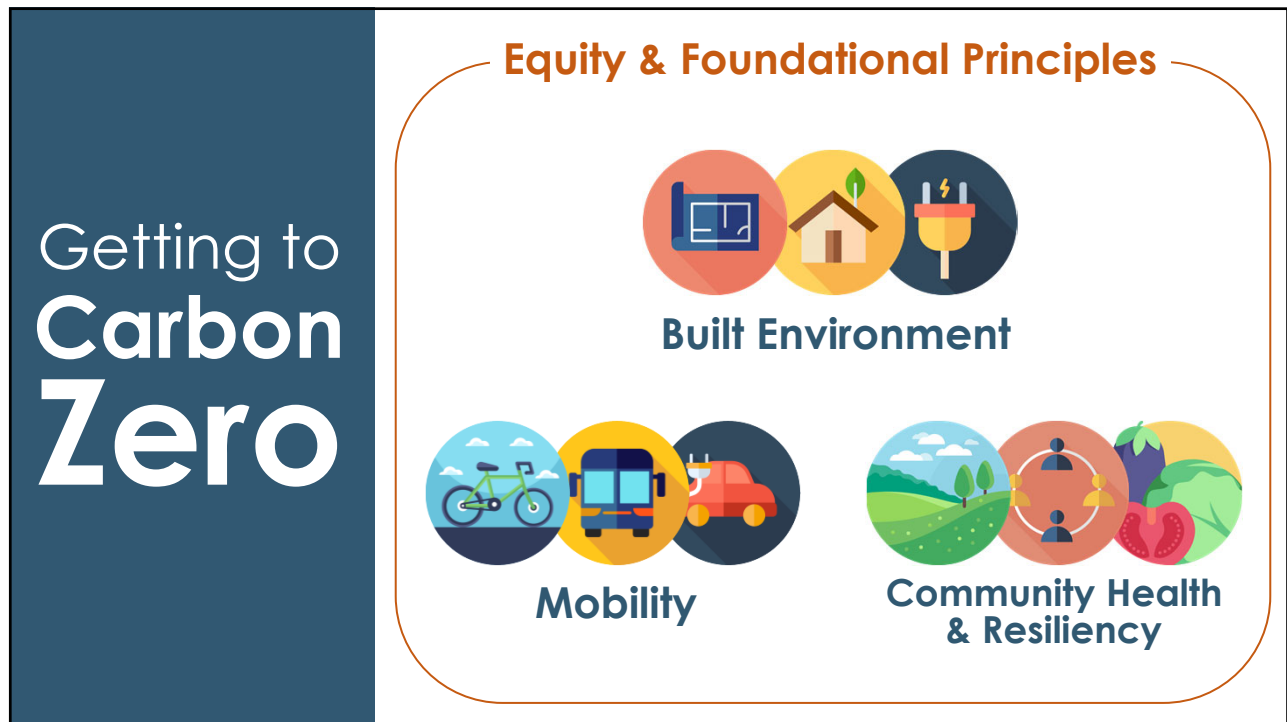 Getting to
Carbon
Zero
Equity & Foundational Principles
Built Environment
Mobility
Community Health
& Resiliency